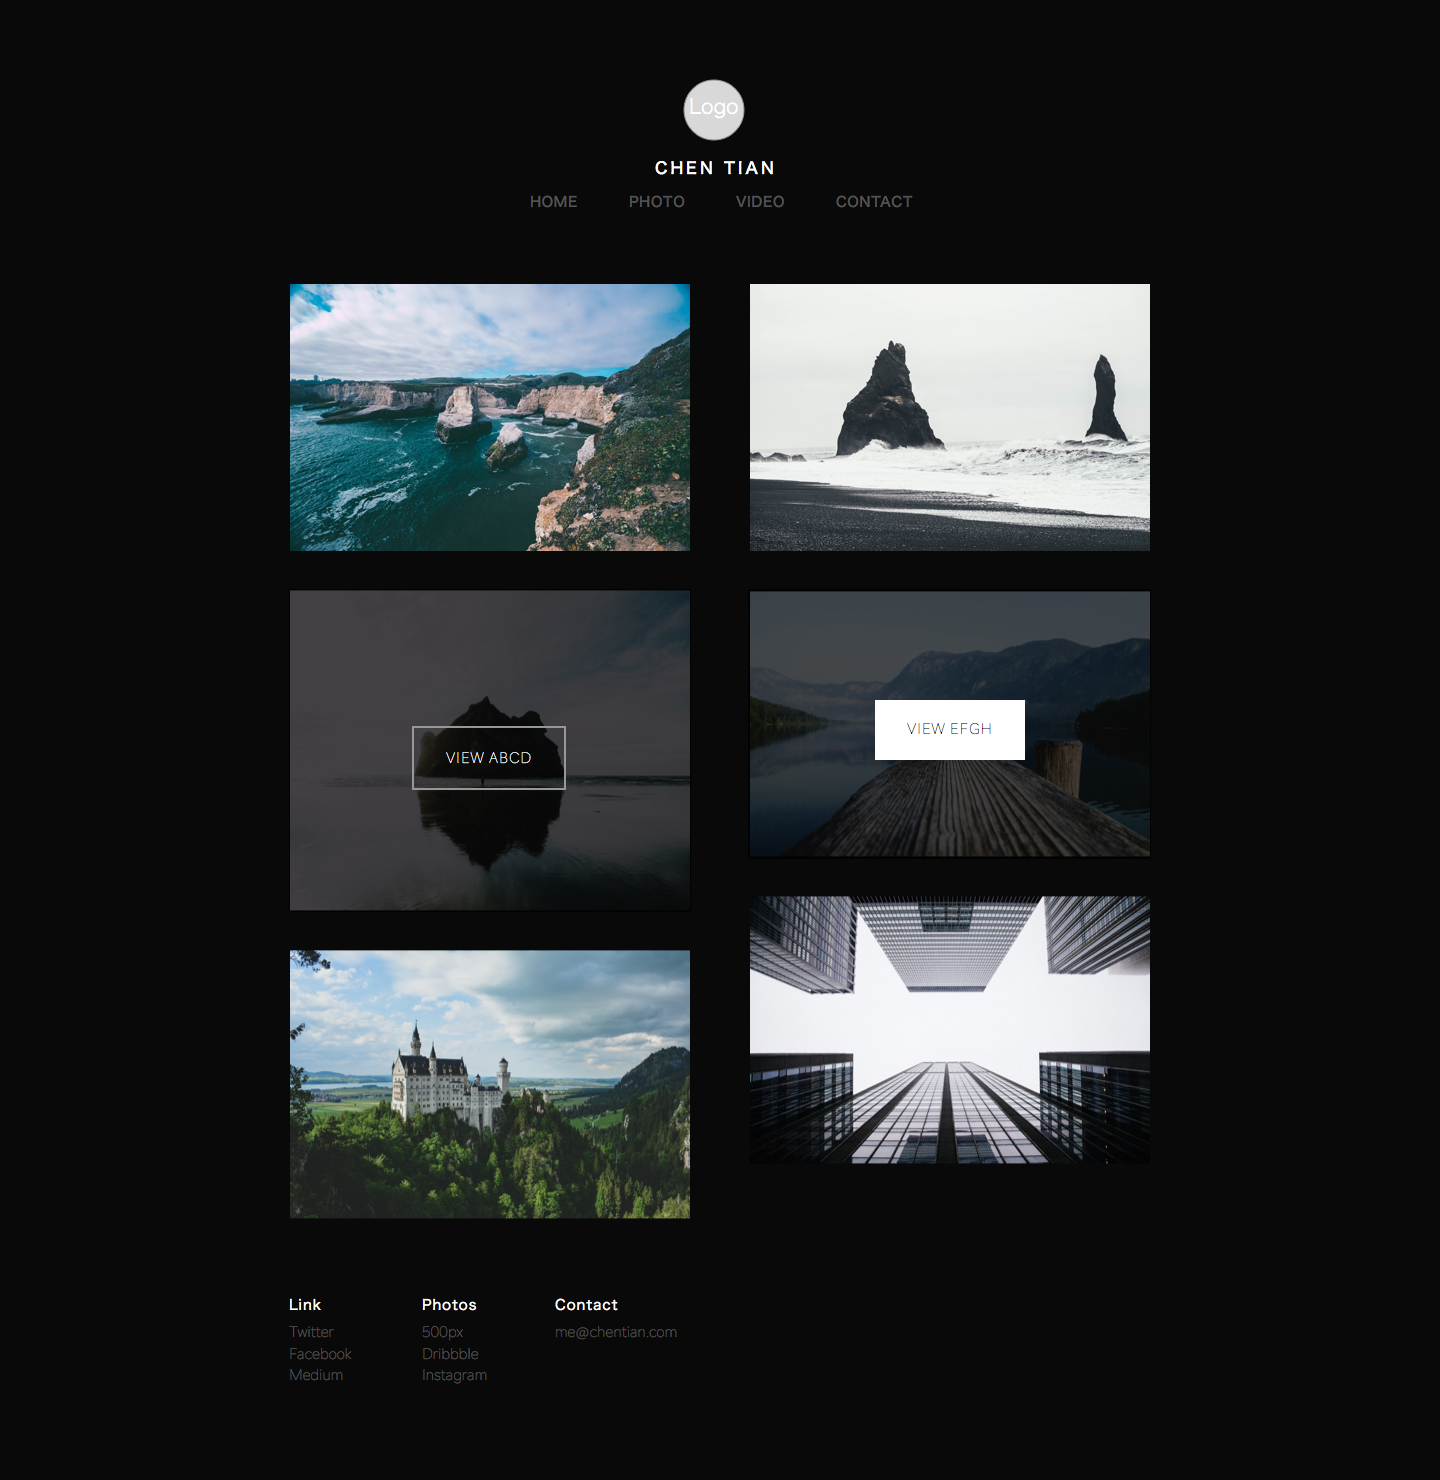 Logo
CHEN TIAN
HOME PHOTO VIDEO CONTACT
VIEW ABCD
VIEW EFGH
Link
Twitter
Facebook
Medium
Photos
500px
Dribbble
Instagram
Contact
me@chentian.com